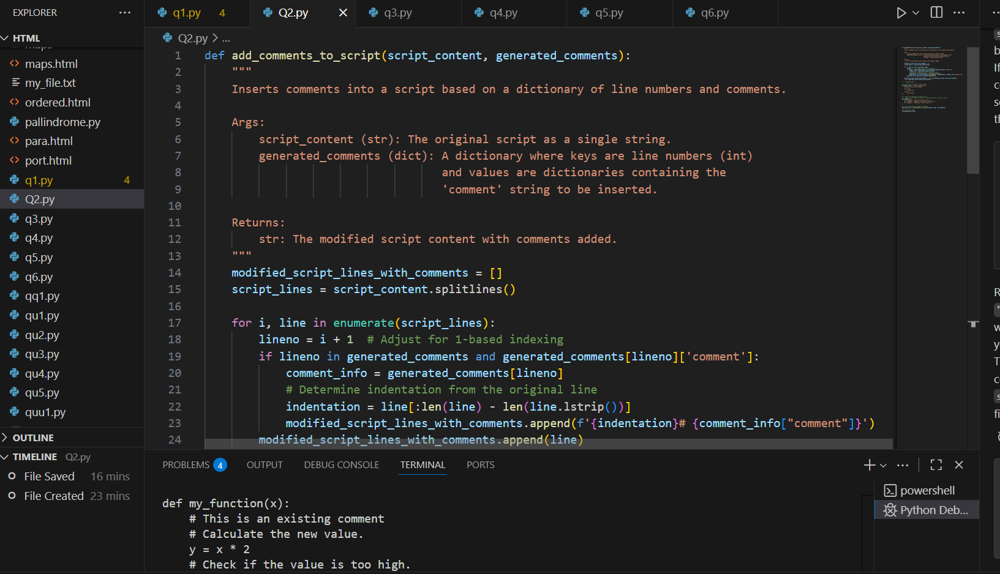 EXPLORER
HTML
maps
maps.html
my_file.txt
ordered.html
pallindrome.py
para.html
port.html
q1.py 4
Q2.py
q3.py
q4.py
q5.py
q6.py
qq1.py
qu1.py
qu2.py
qu3.py
qu4.py
qu5.py
quu1.py
OUTLINE
TIMELINE Q2.py
File Saved 16 mins
File Created 23 mins
q1.py 4
Q2.py
q3.py
q4.py
q5.py
q6.py
Q2.py > ...
1 def add_comments_to_script(script_content, generated_comments):
2 """
3 Inserts comments into a script based on a dictionary of line numbers and comments.
4
5 Args:
6 script_content (str): The original script as a single string.
7 generated_comments (dict): A dictionary where keys are line numbers (int)
8 and values are dictionaries containing the
9 'comment' string to be inserted.
10
11 Returns:
12 str: The modified script content with comments added.
13 """
14 modified_script_lines_with_comments = []
15 script_lines = script_content.splitlines()
16
17 for i, line in enumerate(script_lines):
18 lineno = i + 1 # Adjust for 1-based indexing
19 if lineno in generated_comments and generated_comments[lineno]['comment']:
20 comment_info = generated_comments[lineno]
21 # Determine indentation from the original line
22 indentation = line[:len(line) - len(line.lstrip())]
23 modified_script_lines_with_comments.append(f'{indentation}# {comment_info["comment"]}')
24 modified_script_lines_with_comments.append(line)
PROBLEMS 4 OUTPUT DEBUG CONSOLE TERMINAL PORTS
def my_function(x):
# This is an existing comment
# Calculate the new value.
y = x * 2
# Check if the value is too high.
powershell
Python Deb...